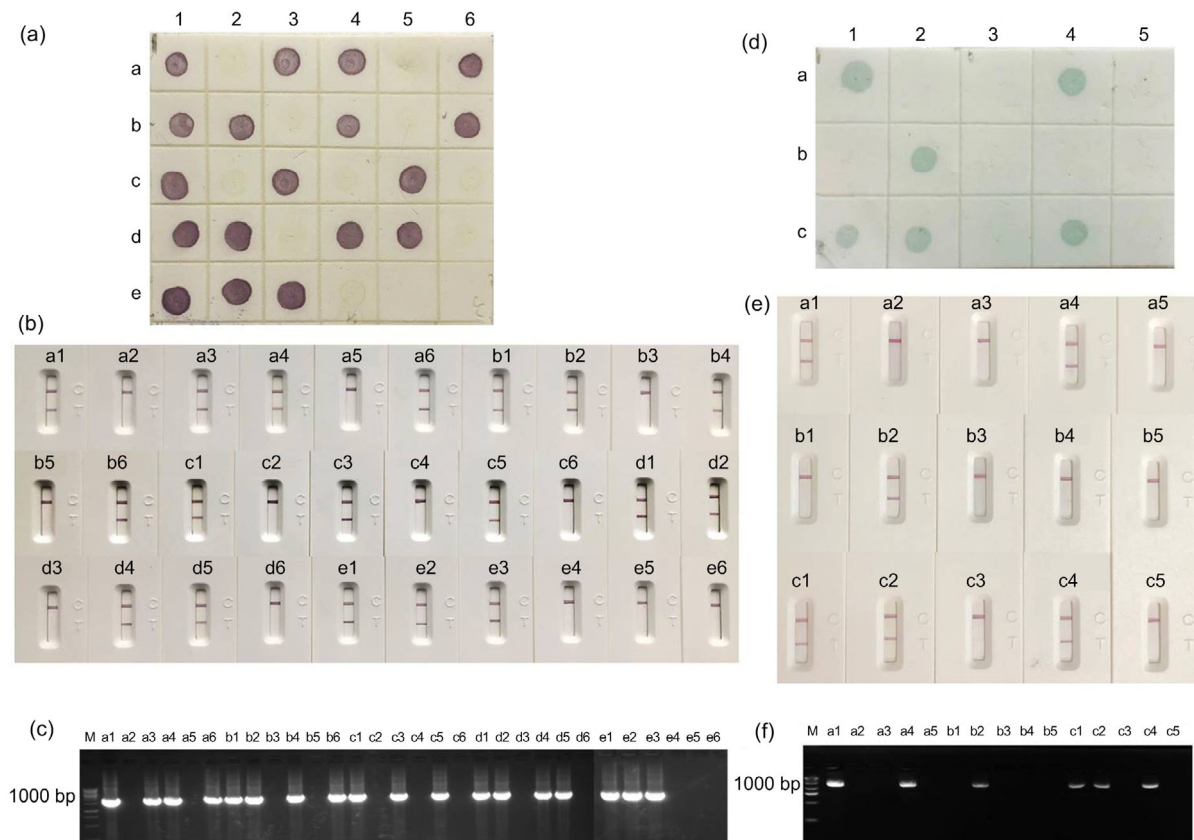 (a)
1 2 3 4 5 6
a
b
c
d
e
(d)
1 2 3 4 5
a
b
c
(b)
a1 a2 a3 a4 a5 a6 b1 b2 b3 b4
C C C C C C C C C
T T T T T T T T T
b5 b6 c1 c2 c3 c4 c5 c6 d1 d2
C C C C C C C C C
T T T T T T T T T
d3 d4 d5 d6 e1 e2 e3 e4 e5 e6
C C C C C C C C C
T T T T T T T T T
(e)
a1 a2 a3 a4 a5
C C C C C
T T T T T
b1 b2 b3 b4 b5
C C C C C
T T T T T
c1 c2 c3 c4 c5
C C C C C
T T T T T
(c)
M a1 a2 a3 a4 a5 a6 b1 b2 b3 b4 b5 b6 c1 c2 c3 c4 c5 c6 d1 d2 d3 d4 d5 d6 e1 e2 e3 e4 e5 e6
1000 bp
(f)
M a1 a2 a3 a4 a5 b1 b2 b3 b4 b5 c1 c2 c3 c4 c5
1000 bp